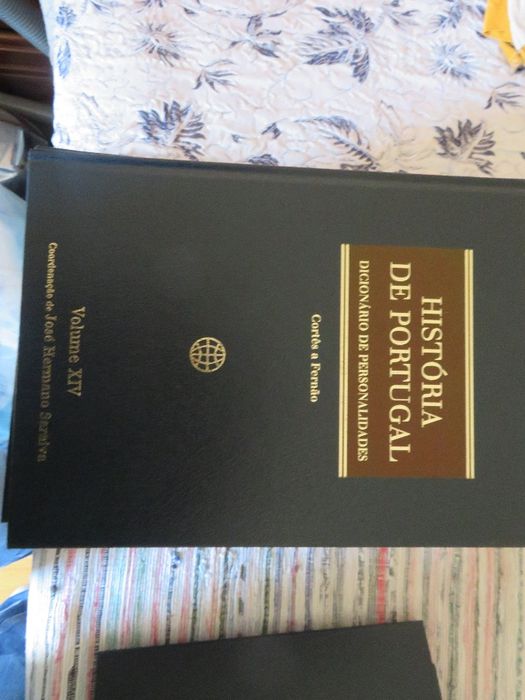 HISTÓRIA
DE PORTUGAL
DICIONÁRIO DE PERSONALIDADES
Cortês a Fernão
Volume XIV
Coordenação de José Hermano Saraiva